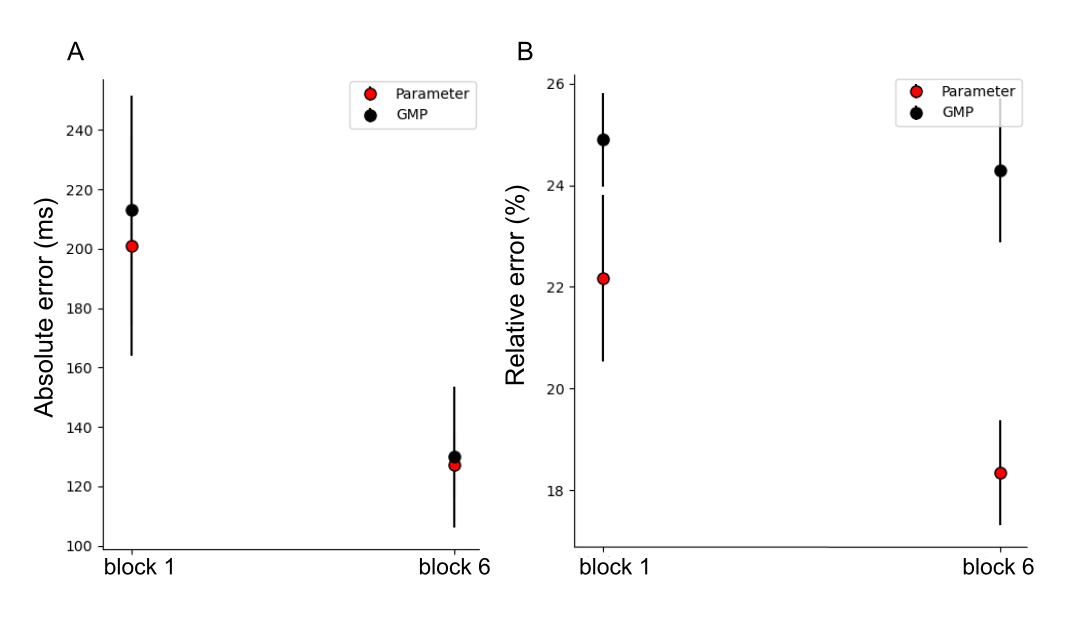 A
Parameter
GMP
240
220
200
180
160
140
120
100
Absolute error (ms)
block 1
block 6
B
Parameter
GMP
26
24
22
20
18
Relative error (%)
block 1
block 6